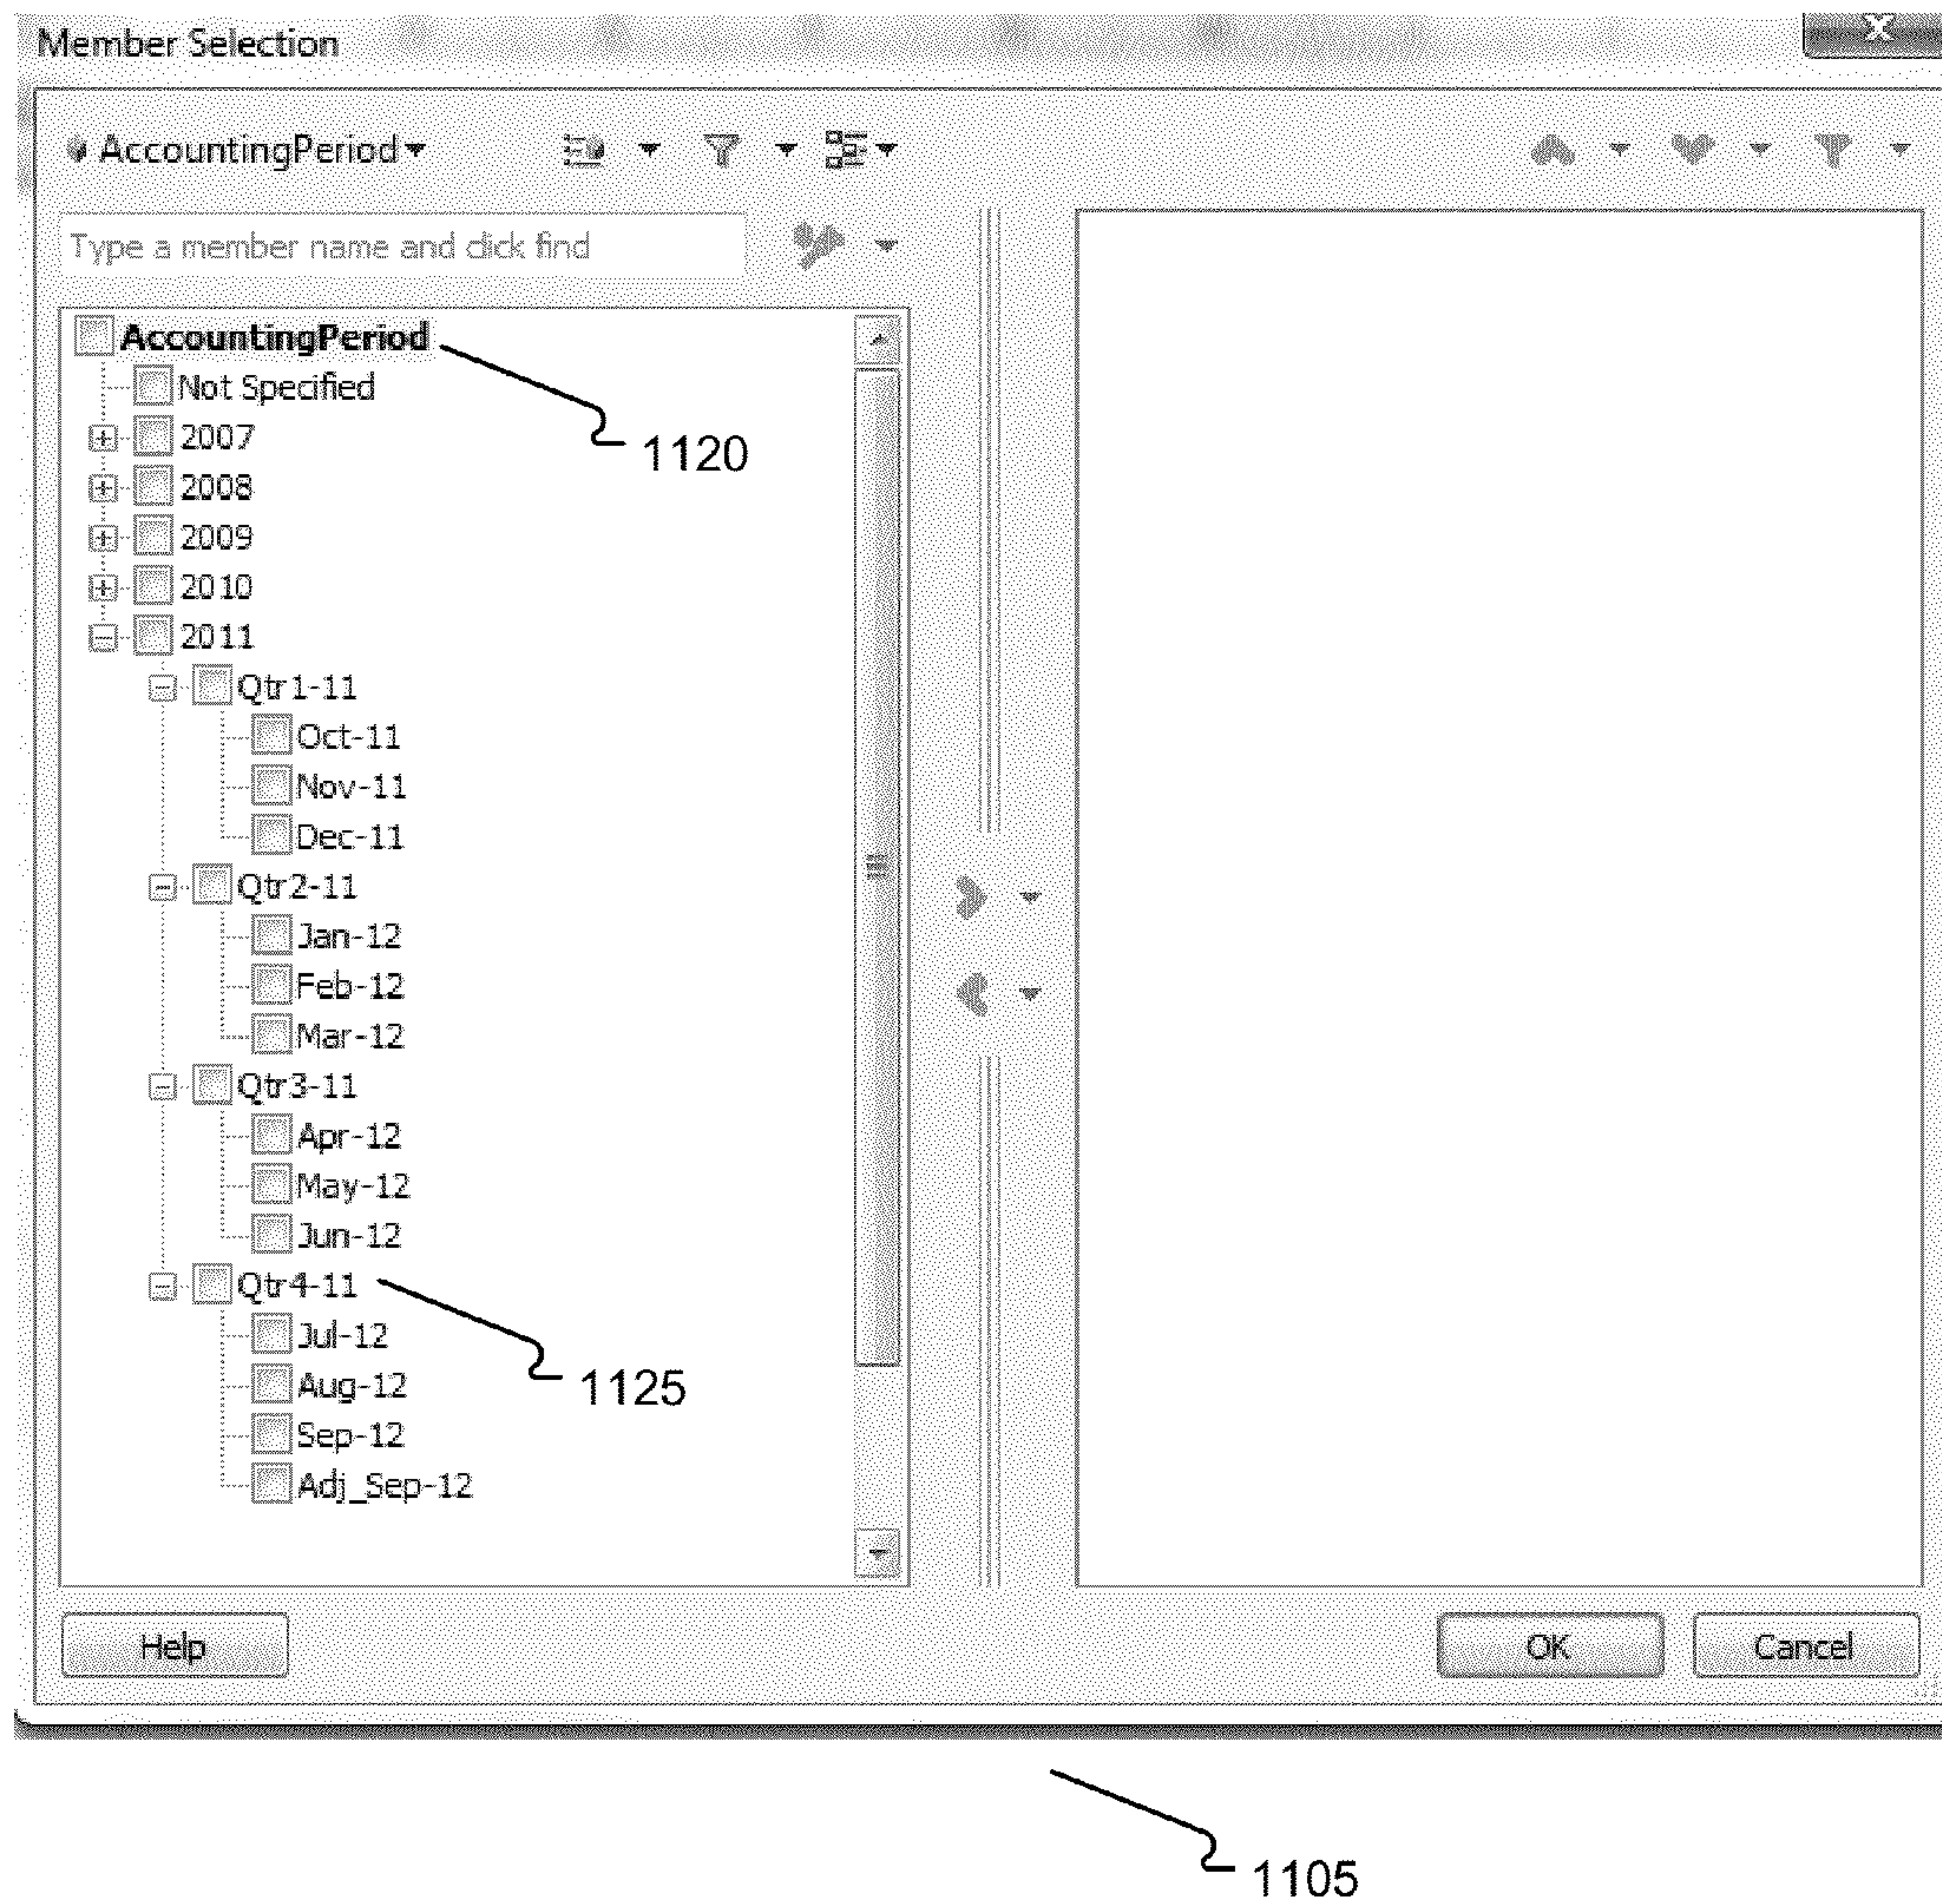 Member Selection
X
AccountingPeriod
Type a member name and click find
AccountingPeriod
Not Specified
1120
2007
2008
2009
2010
2011
Qtr1-11
Oct-11
Nov-11
Dec-11
Qtr2-11
Jan-12
Feb-12
Mar-12
Qtr3-11
Apr-12
May-12
Jun-12
Qtr4-11
1125
Jul-12
Aug-12
Sep-12
Adj_Sep-12
Help OK Cancel
1105